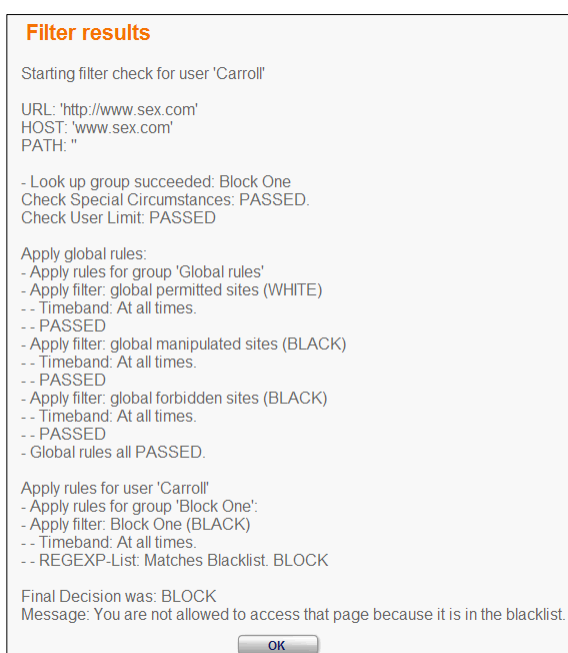 Filter results
Starting filter check for user 'Carroll'
URL: 'http://www.sex.com'
HOST: 'www.sex.com'
PATH: ''
- Look up group succeeded: Block One
Check Special Circumstances: PASSED.
Check User Limit: PASSED
Apply global rules:
- Apply rules for group 'Global rules'
- Apply filter: global permitted sites (WHITE)
- - Timeband: At all times.
- - PASSED
- Apply filter: global manipulated sites (BLACK)
- - Timeband: At all times.
- - PASSED
- Apply filter: global forbidden sites (BLACK)
- - Timeband: At all times.
- - PASSED
- Global rules all PASSED.
Apply rules for user 'Carroll'
- Apply rules for group 'Block One':
- Apply filter: Block One (BLACK)
- - Timeband: At all times.
- - REGEXP-List: Matches Blacklist. BLOCK
Final Decision was: BLOCK
Message: You are not allowed to access that page because it is in the blacklist.
OK